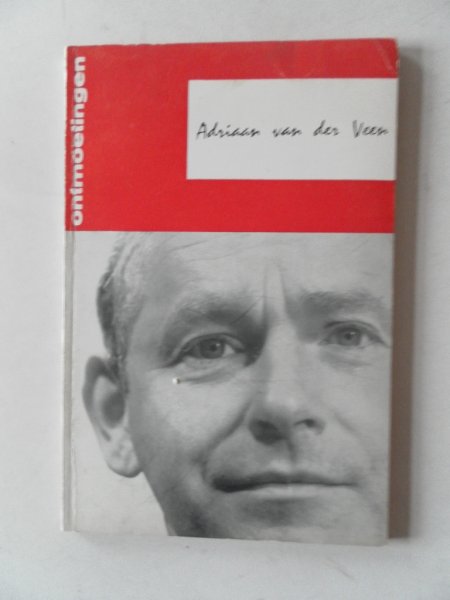 ontmoetingen
Adriaan van der Veen